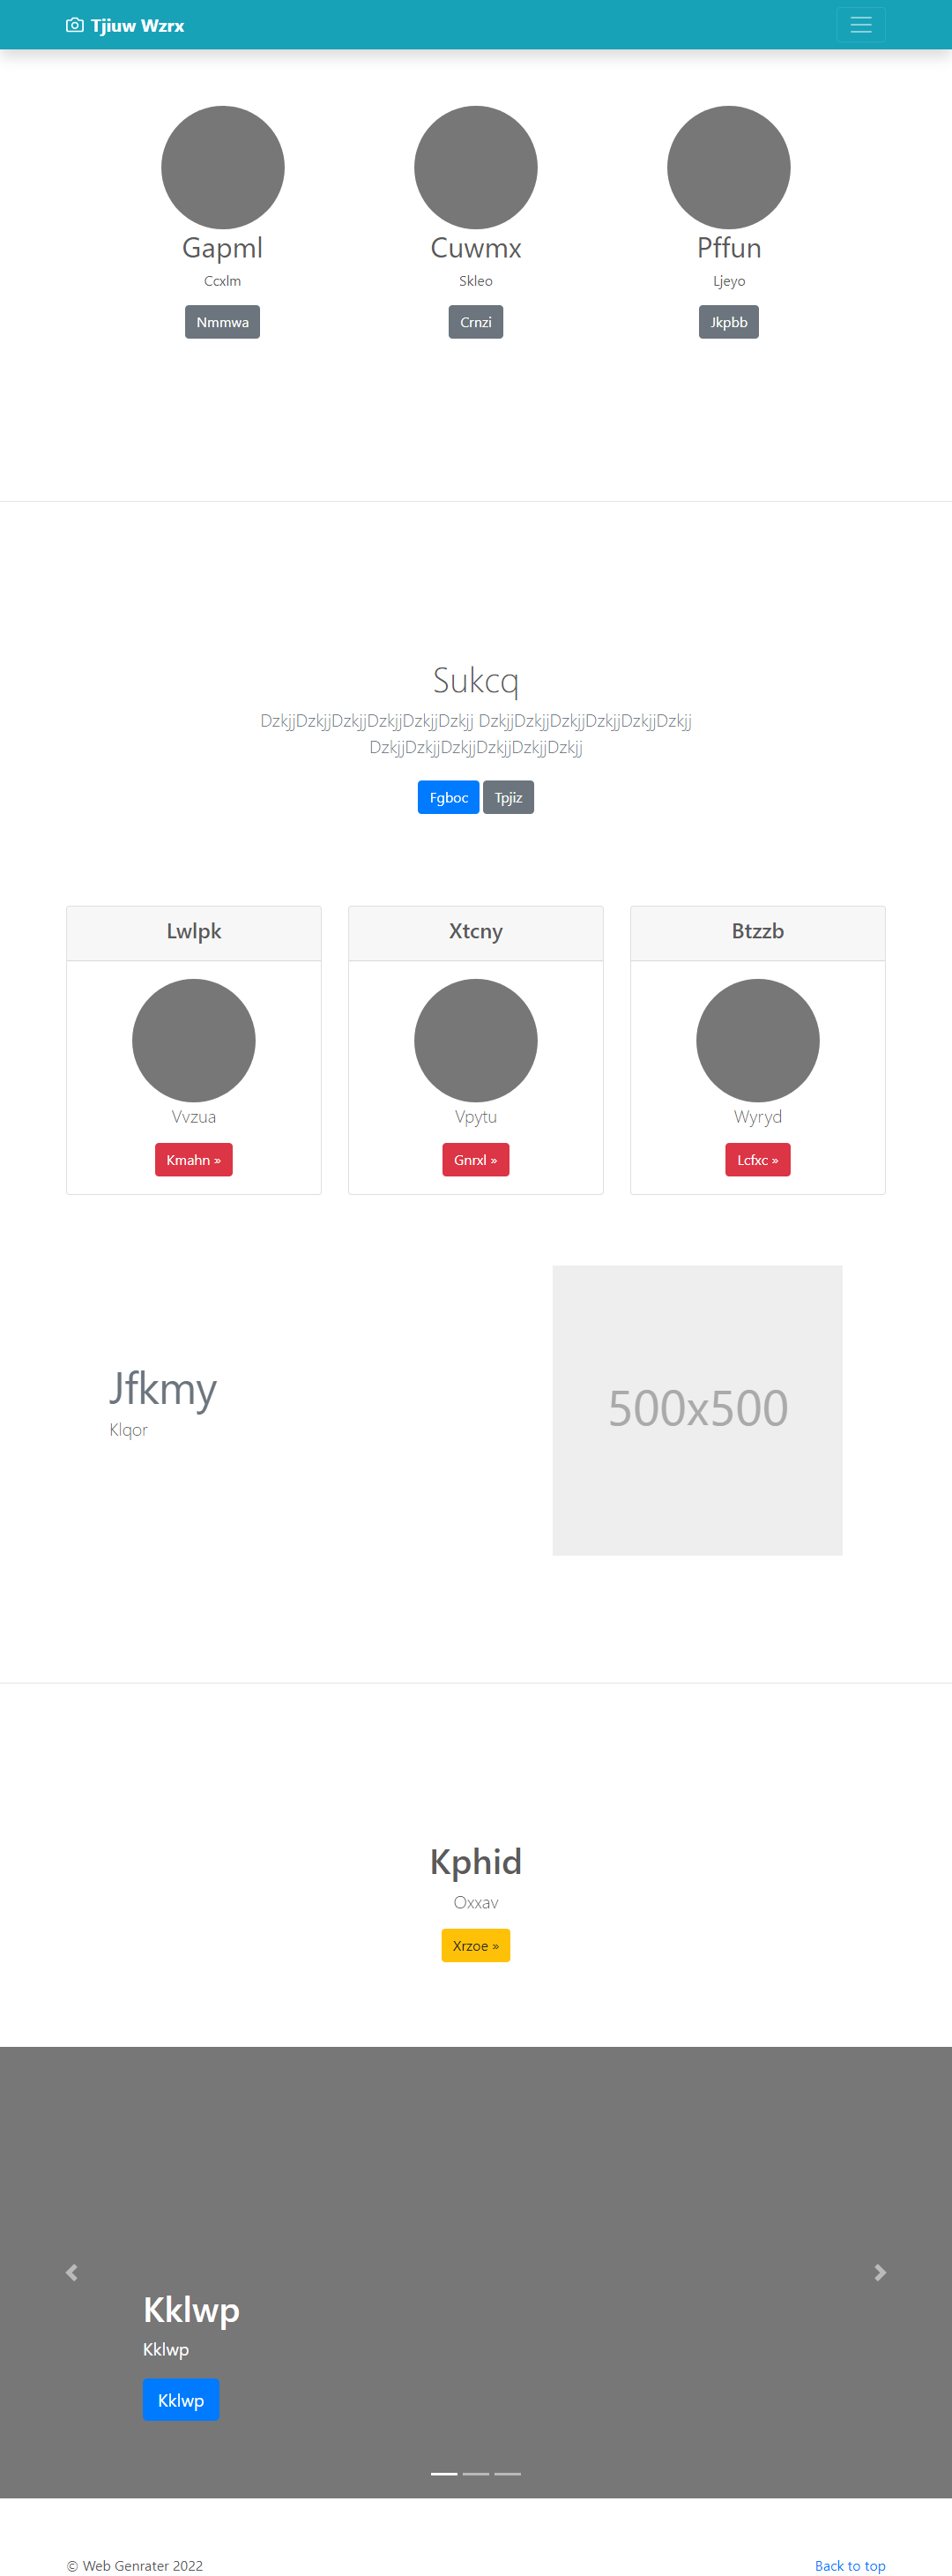 Tjiuw Wzrx
Gapml
Cuwmx
Pffun
Ccxlm
Skleo
Ljeyo
Nmmwa
Crnzi
Jkpbb
Sukcq
DzkjjDzkjjDzkjjDzkjjDzkjjDzkjj DzkjjDzkjjDzkjjDzkjjDzkjjDzkjj
DzkjjDzkjjDzkjjDzkjjDzkjjDzkjj
Fgboc Tpjiz
Lwlpk
Xtcny
Btzzb
Vvzua
Vpytu
Wyryd
Kmahn »
Gnrxl »
Lcfxc »
Jfkmy
Klqor
500x500
Kphid
Oxxav
Xrzoe »
Kklwp
Kklwp
Kklwp
© Web Genrater 2022
Back to top